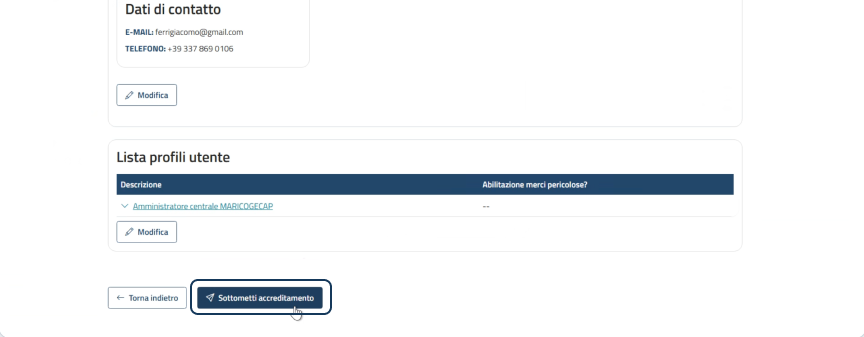 Dati di contatto
E-MAIL: ferrigiacomo@gmail.com
TELEFONO: +39 337 869 0106
Modifica
Lista profili utente
Descrizione Abilitazione merci pericolose?
Amministratore centrale MARICOGECAP --
Modifica
Torna indietro Sottometti accreditamento